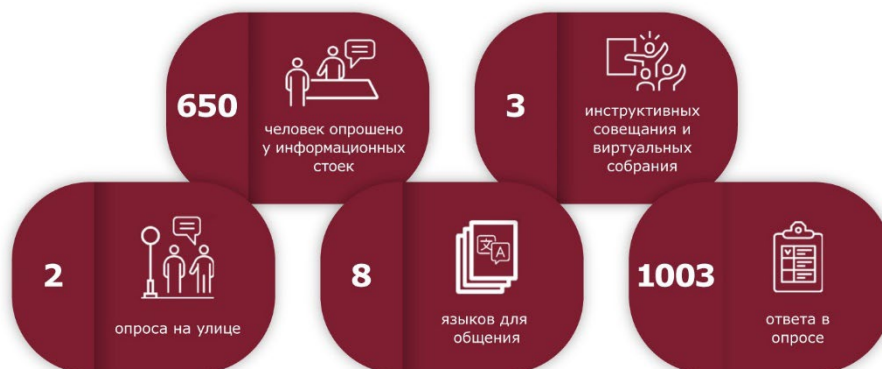 650
человек опрошено
у информационных
стоек
3
инструктивных
совещания и
виртуальных
собрания
2
опроса на улице
8
文 A
языков для
общения
1003
ответа в
опросе